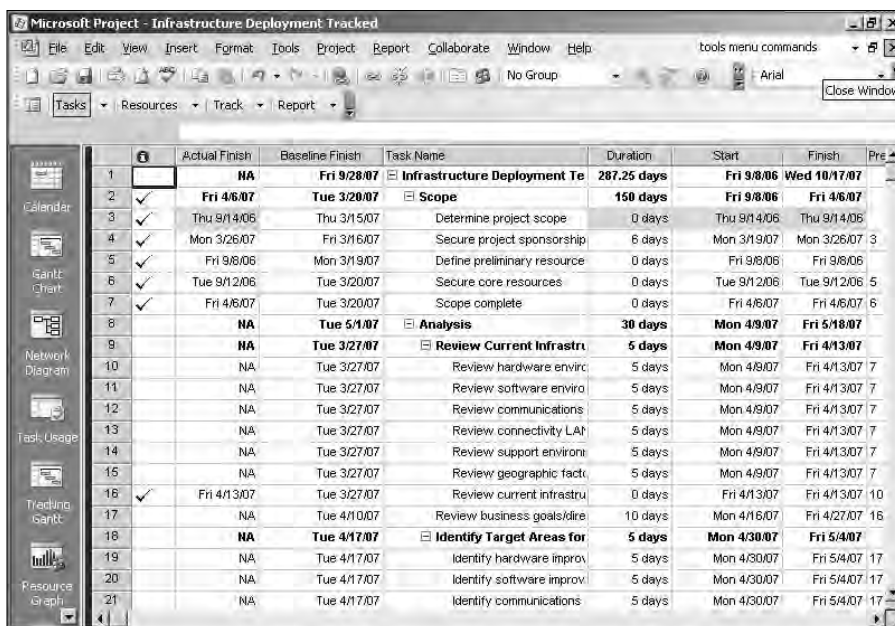 Microsoft Project - Infrastructure Deployment Tracked
File Edit View Insert Format Tools Project Report Collaborate Window Help tools menu commands
No Group Arial
Close Window
Tasks Resources Track Report
Actual Finish Baseline Finish Task Name Duration Start Finish Pre
1 NA Fri 9/28/07 Infrastructure Deployment Te 287.25 days Fri 9/8/06 Wed 10/17/07
2 Fri 4/6/07 Tue 3/20/07 Scope 150 days Fri 9/8/06 Fri 4/6/07
3 Thu 9/14/06 Thu 3/15/07 Determine project scope 0 days Thu 9/14/06 Thu 9/14/06
4 Mon 3/26/07 Fri 3/16/07 Secure project sponsorship 6 days Mon 3/19/07 Mon 3/26/07 3
5 Fri 9/8/06 Mon 3/19/07 Define preliminary resource 0 days Fri 9/8/06 Fri 9/8/06
6 Tue 9/12/06 Tue 3/20/07 Secure core resources 0 days Tue 9/12/06 Tue 9/12/06 5
7 Fri 4/6/07 Tue 3/20/07 Scope complete 0 days Fri 4/6/07 Fri 4/6/07 6
8 NA Tue 5/1/07 Analysis 30 days Mon 4/9/07 Fri 5/18/07
9 NA Tue 3/27/07 Review Current Infrastru 5 days Mon 4/9/07 Fri 4/13/07
10 NA Tue 3/27/07 Review hardware enviro 5 days Mon 4/9/07 Fri 4/13/07 7
11 NA Tue 3/27/07 Review software enviro 5 days Mon 4/9/07 Fri 4/13/07 7
12 NA Tue 3/27/07 Review communications 5 days Mon 4/9/07 Fri 4/13/07 7
13 NA Tue 3/27/07 Review connectivity LAN 5 days Mon 4/9/07 Fri 4/13/07 7
14 NA Tue 3/27/07 Review support environ 5 days Mon 4/9/07 Fri 4/13/07 7
15 NA Tue 3/27/07 Review geographic facto 5 days Mon 4/9/07 Fri 4/13/07 7
16 Fri 4/13/07 Tue 3/27/07 Review current infrastru 0 days Fri 4/13/07 Fri 4/13/07 10
17 NA Tue 4/10/07 Review business goals/dire 10 days Mon 4/16/07 Fri 4/27/07 16
18 NA Tue 4/17/07 Identify Target Areas for 5 days Mon 4/30/07 Fri 5/4/07
19 NA Tue 4/17/07 Identify hardware improv 5 days Mon 4/30/07 Fri 5/4/07 17
20 NA Tue 4/17/07 Identify software improv 5 days Mon 4/30/07 Fri 5/4/07 17
21 NA Tue 4/17/07 Identify communications 5 days Mon 4/30/07 Fri 5/4/07 17
Calendar
Gantt
Chart
Network
Diagram
Task Usage
Tracking
Gantt
Resource
Graph